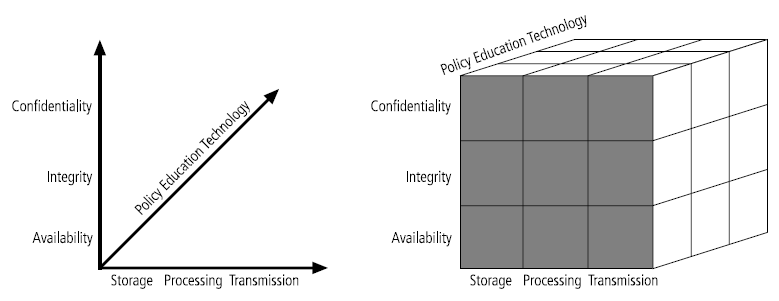 Confidentiality
Integrity
Availability
Policy Education Technology
Storage Processing Transmission
Policy Education Technology
Confidentiality
Integrity
Availability
Storage Processing Transmission